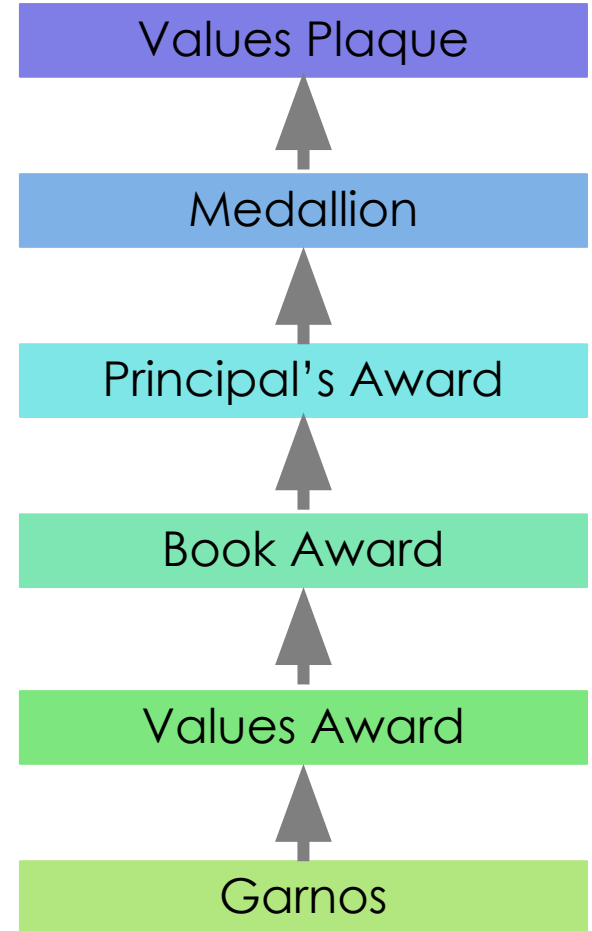 Values Plaque
Medallion
Principal’s Award
Book Award
Values Award
Garnos